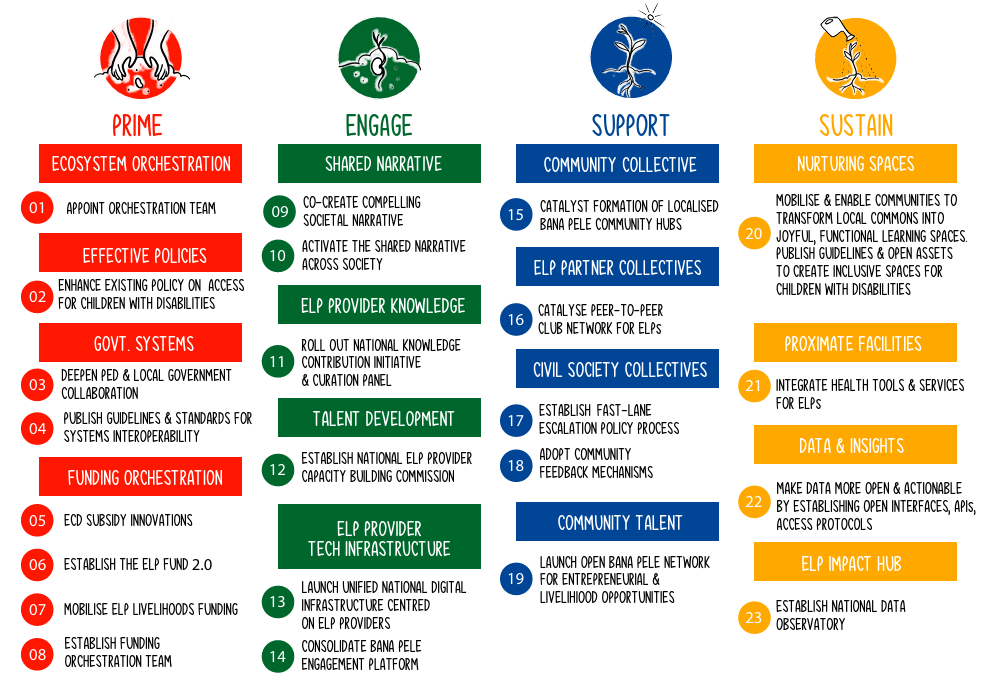 PRIME
ECOSYSTEM ORCHESTRATION
01
APPOINT ORCHESTRATION TEAM
EFFECTIVE POLICIES
02
ENHANCE EXISTING POLICY ON ACCESS
FOR CHILDREN WITH DISABILITIES
GOVT. SYSTEMS
03
DEEPEN PED & LOCAL GOVERNMENT
COLLABORATION
04
PUBLISH GUIDELINES & STANDARDS FOR
SYSTEMS INTEROPERABILITY
FUNDING ORCHESTRATION
05
ECD SUBSIDY INNOVATIONS
06
ESTABLISH THE ELP FUND 2.0
07
MOBILISE ELP LIVELIHOODS FUNDING
08
ESTABLISH FUNDING
ORCHESTRATION TEAM
ENGAGE
SHARED NARRATIVE
09
CO-CREATE COMPELLING
SOCIETAL NARRATIVE
10
ACTIVATE THE SHARED NARRATIVE
ACROSS SOCIETY
ELP PROVIDER KNOWLEDGE
11
ROLL OUT NATIONAL KNOWLEDGE
CONTRIBUTION INITIATIVE
& CURATION PANEL
TALENT DEVELOPMENT
12
ESTABLISH NATIONAL ELP PROVIDER
CAPACITY BUILDING COMMISSION
ELP PROVIDER
TECH INFRASTRUCTURE
13
LAUNCH UNIFIED NATIONAL DIGITAL
INFRASTRUCTURE CENTRED
ON ELP PROVIDERS
14
CONSOLIDATE BANA PELE
ENGAGEMENT PLATFORM
SUPPORT
COMMUNITY COLLECTIVE
15
CATALYST FORMATION OF LOCALISED
BANA PELE COMMUNITY HUBS
ELP PARTNER COLLECTIVES
16
CATALYSE PEER-TO-PEER
CLUB NETWORK FOR ELPs
CIVIL SOCIETY COLLECTIVES
17
ESTABLISH FAST-LANE
ESCALATION POLICY PROCESS
18
ADOPT COMMUNITY
FEEDBACK MECHANISMS
COMMUNITY TALENT
19
LAUNCH OPEN BANA PELE NETWORK
FOR ENTREPRENEURIAL &
LIVELIHIOOD OPPORTUNITIES
SUSTAIN
NURTURING SPACES
20
MOBILISE & ENABLE COMMUNITIES TO
TRANSFORM LOCAL COMMONS INTO
JOYFUL, FUNCTIONAL LEARNING SPACES.
PUBLISH GUIDELINES & OPEN ASSETS
TO CREATE INCLUSIVE SPACES FOR
CHILDREN WITH DISABILITIES
PROXIMATE FACILITIES
21
INTEGRATE HEALTH TOOLS & SERVICES
FOR ELPs
DATA & INSIGHTS
22
MAKE DATA MORE OPEN & ACTIONABLE
BY ESTABLISHING OPEN INTERFACES, APIs,
ACCESS PROTOCOLS
ELP IMPACT HUB
23
ESTABLISH NATIONAL DATA
OBSERVATORY